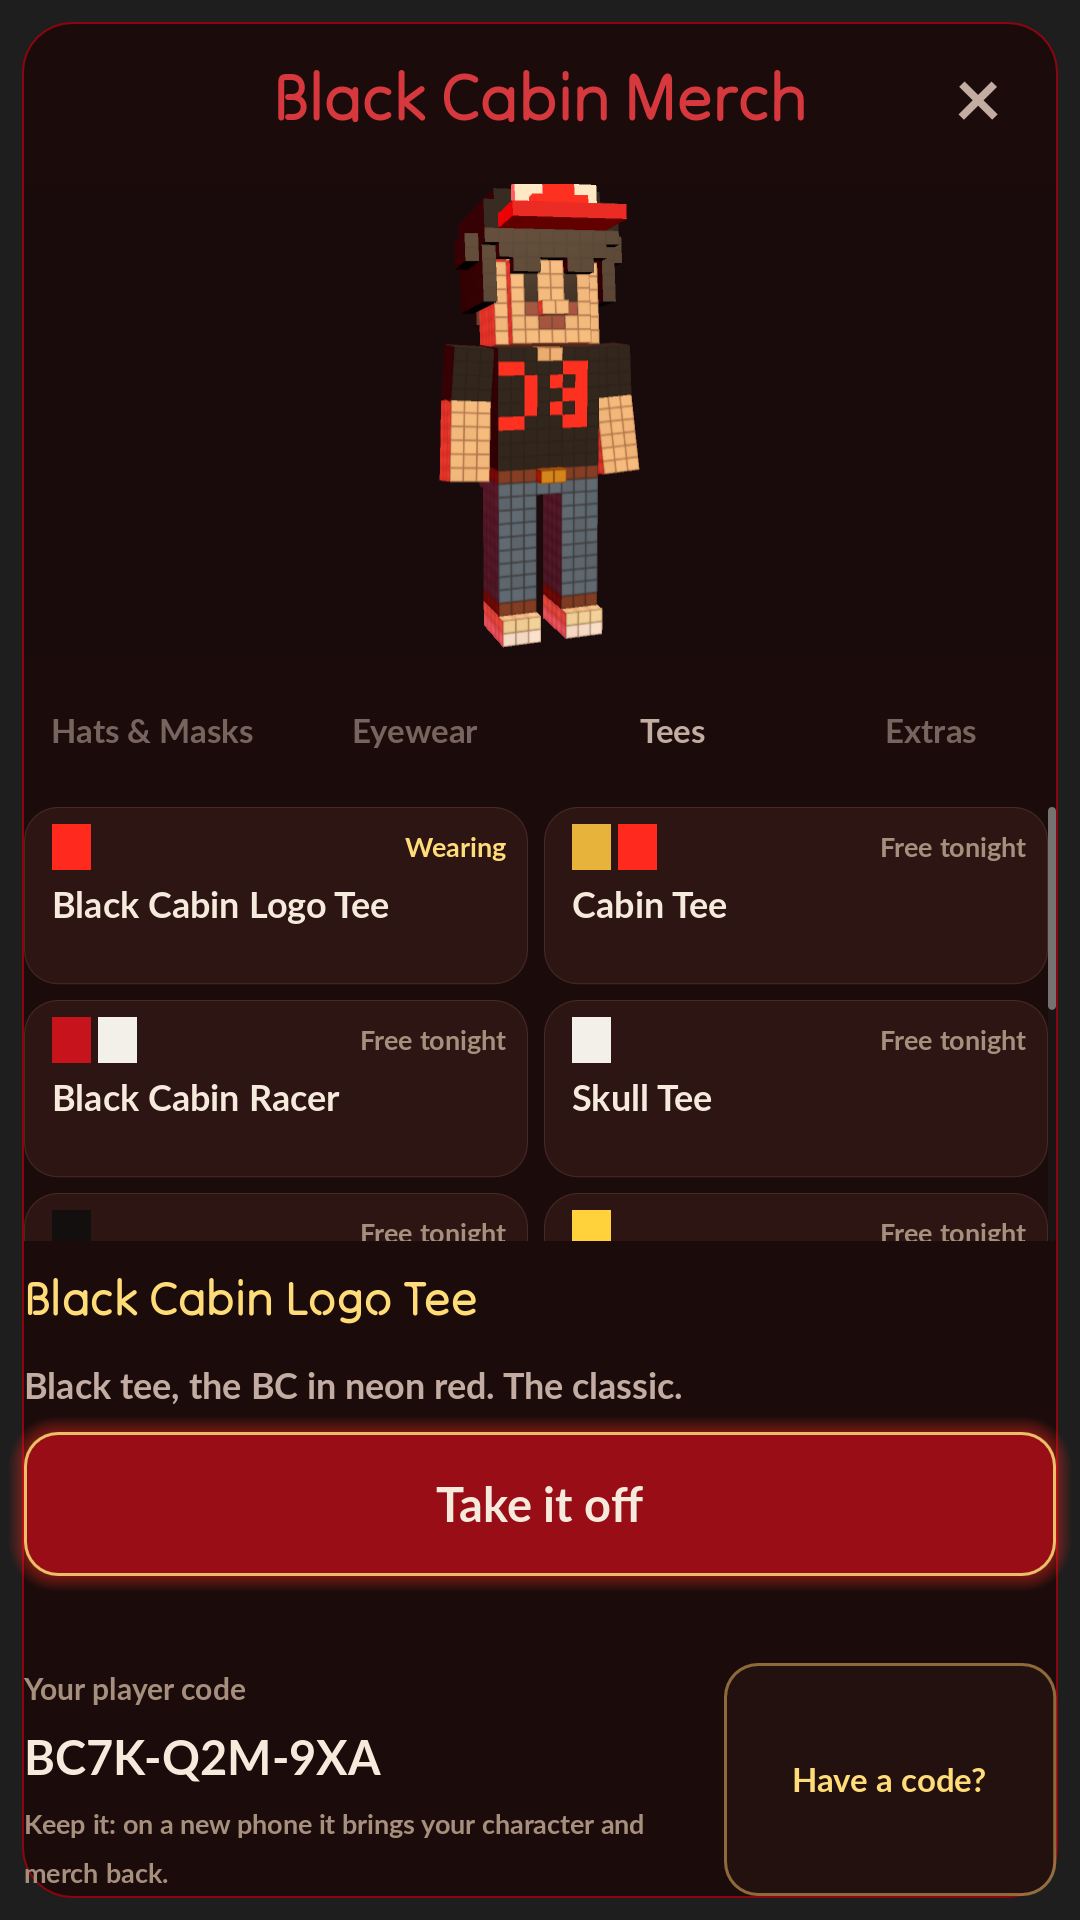 Black Cabin Merch
Hats & Masks Eyewear Tees Extras
Wearing
Black Cabin Logo Tee
Free tonight
Cabin Tee
Free tonight
Black Cabin Racer
Free tonight
Skull Tee
Free tonight
Free tonight
Black Cabin Logo Tee
Black tee, the BC in neon red. The classic.
Take it off
Your player code
BC7K-Q2M-9XA
Keep it: on a new phone it brings your character and
merch back.
Have a code?